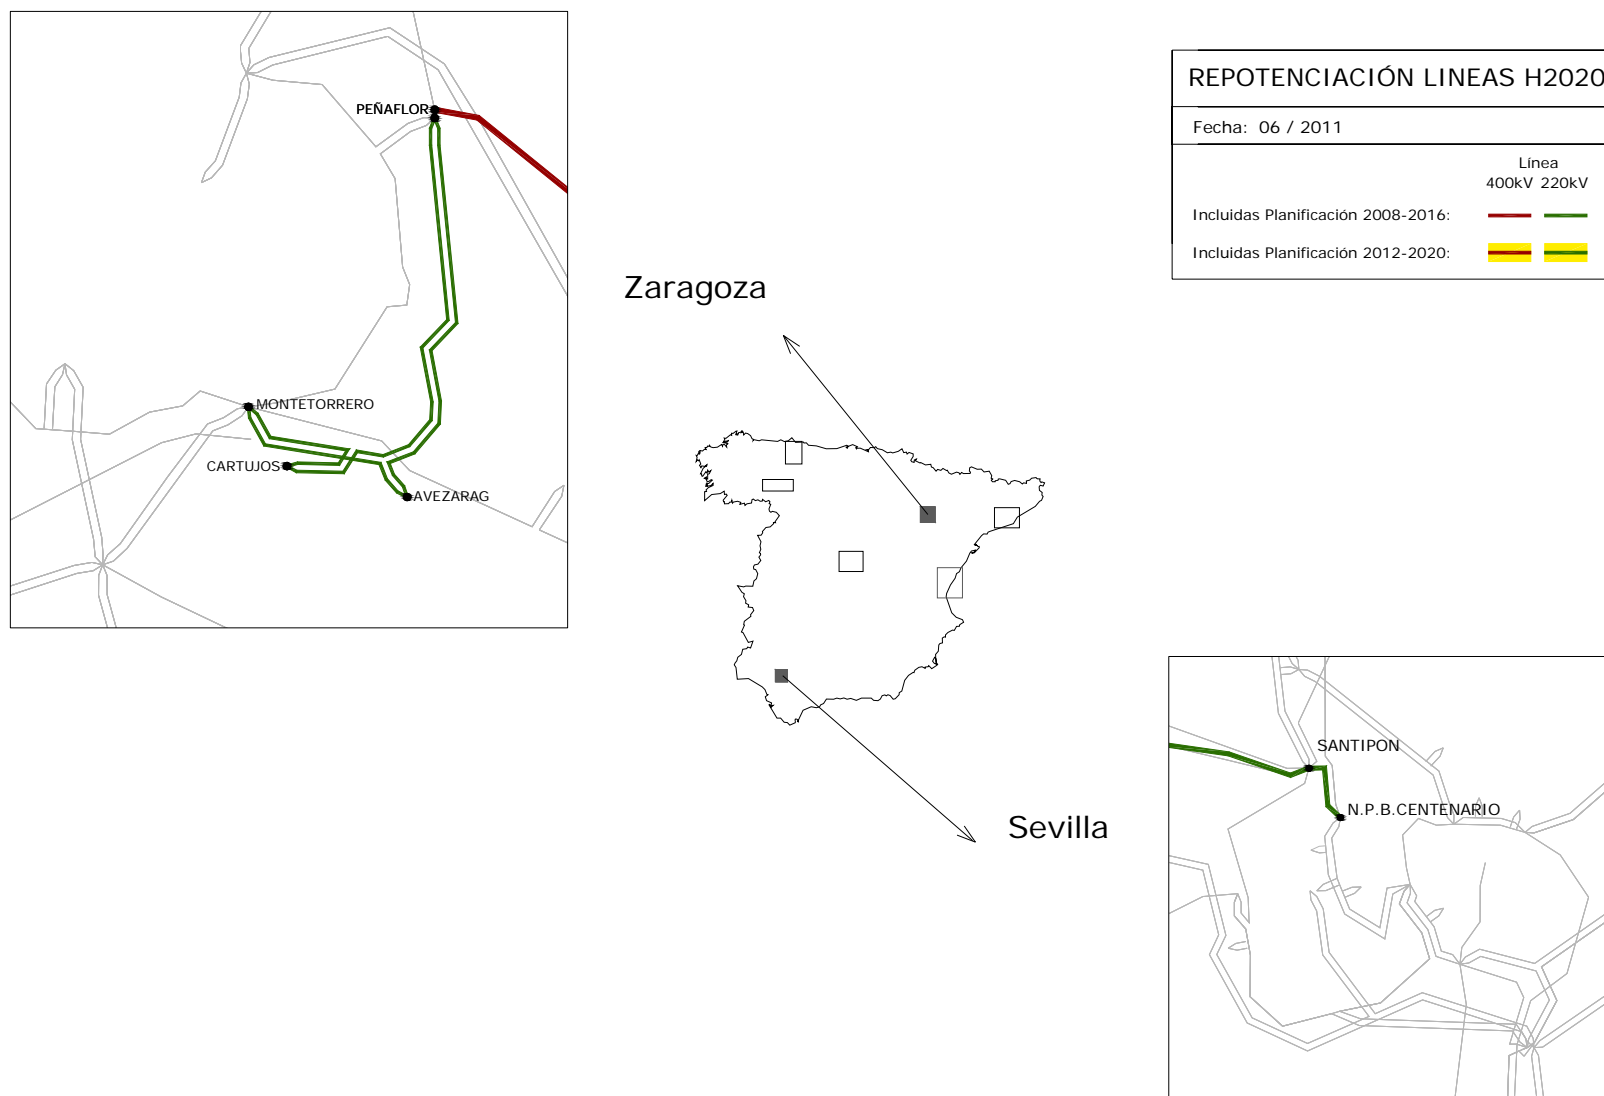 PEÑAFLOR
MONTETORRERO
CARTUJOS
AVEZARAG
Zaragoza
Sevilla
REPOTENCIACIÓN LINEAS H2020
Fecha: 06 / 2011
Línea
400kV 220kV
Incluidas Planificación 2008-2016:
Incluidas Planificación 2012-2020:
SANTIPON
N.P.B.CENTENARIO